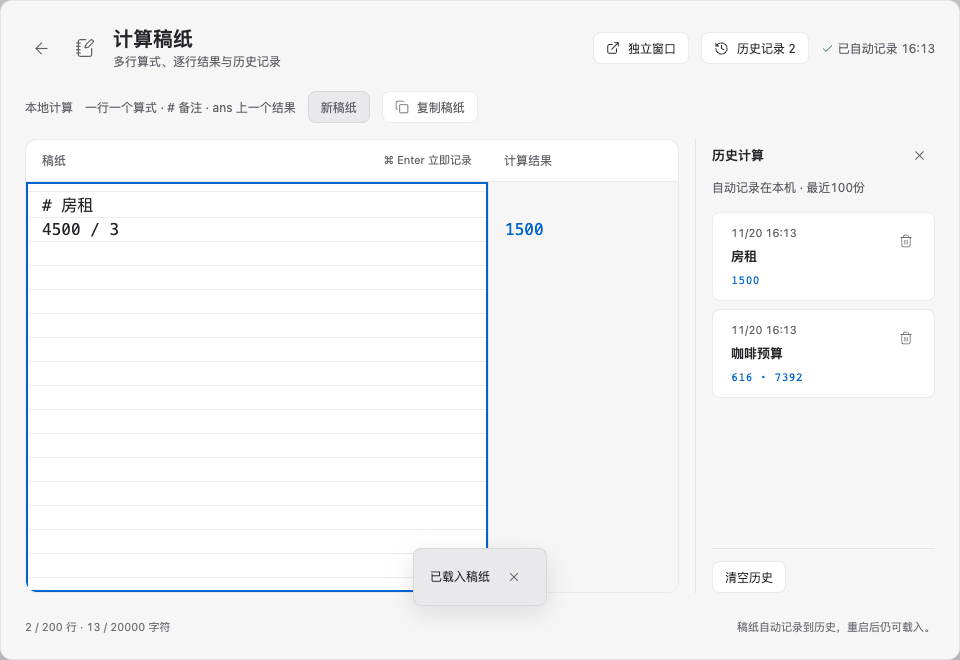 计算稿纸
多行算式、逐行结果与历史记录
独立窗口
历史记录 2
已自动记录 16:13
本地计算 一行一个算式 · # 备注 · ans 上一个结果
新稿纸
复制稿纸
稿纸
⌘ Enter 立即记录
计算结果
# 房租
4500 / 3
1500
历史计算
自动记录在本机 · 最近100份
11/20 16:13
房租
1500
11/20 16:13
咖啡预算
616 · 7392
已载入稿纸
清空历史
2 / 200 行 · 13 / 20000 字符
稿纸自动记录到历史，重启后仍可载入。